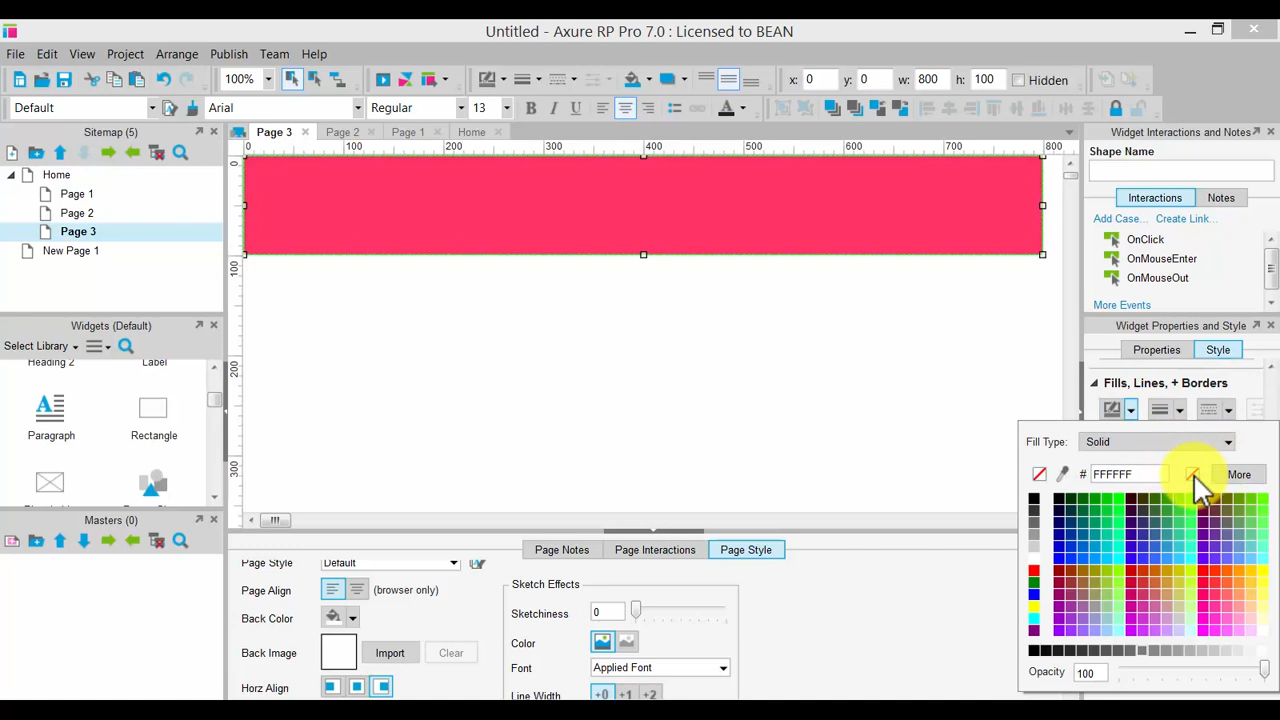 Untitled - Axure RP Pro 7.0 : Licensed to BEAN
File Edit View Project Arrange Publish Team Help
100% x: 0 y: 0 w: 800 h: 100 Hidden
Default Arial Regular 13 B I U A
Sitemap (5)
Home
Page 1
Page 2
Page 3
New Page 1
Widgets (Default)
Select Library
Heading 2 Label
Paragraph Rectangle
Masters (0)
Page 3 Page 2 Page 1 Home
0 100 200 300 400 500 600 700 800
0
100
200
300
Page Notes Page Interactions Page Style
Page Style Default
Page Align (browser only)
Back Color
Back Image Import Clear
Horz Align
Sketch Effects
Sketchiness 0
Color
Font Applied Font
Line Width +0 +1 +2
Widget Interactions and Notes
Shape Name
Interactions Notes
Add Case... Create Link...
OnClick
OnMouseEnter
OnMouseOut
More Events
Widget Properties and Style
Properties Style
Fills, Lines, + Borders
Fill Type: Solid
# FFFFFF More
Opacity 100